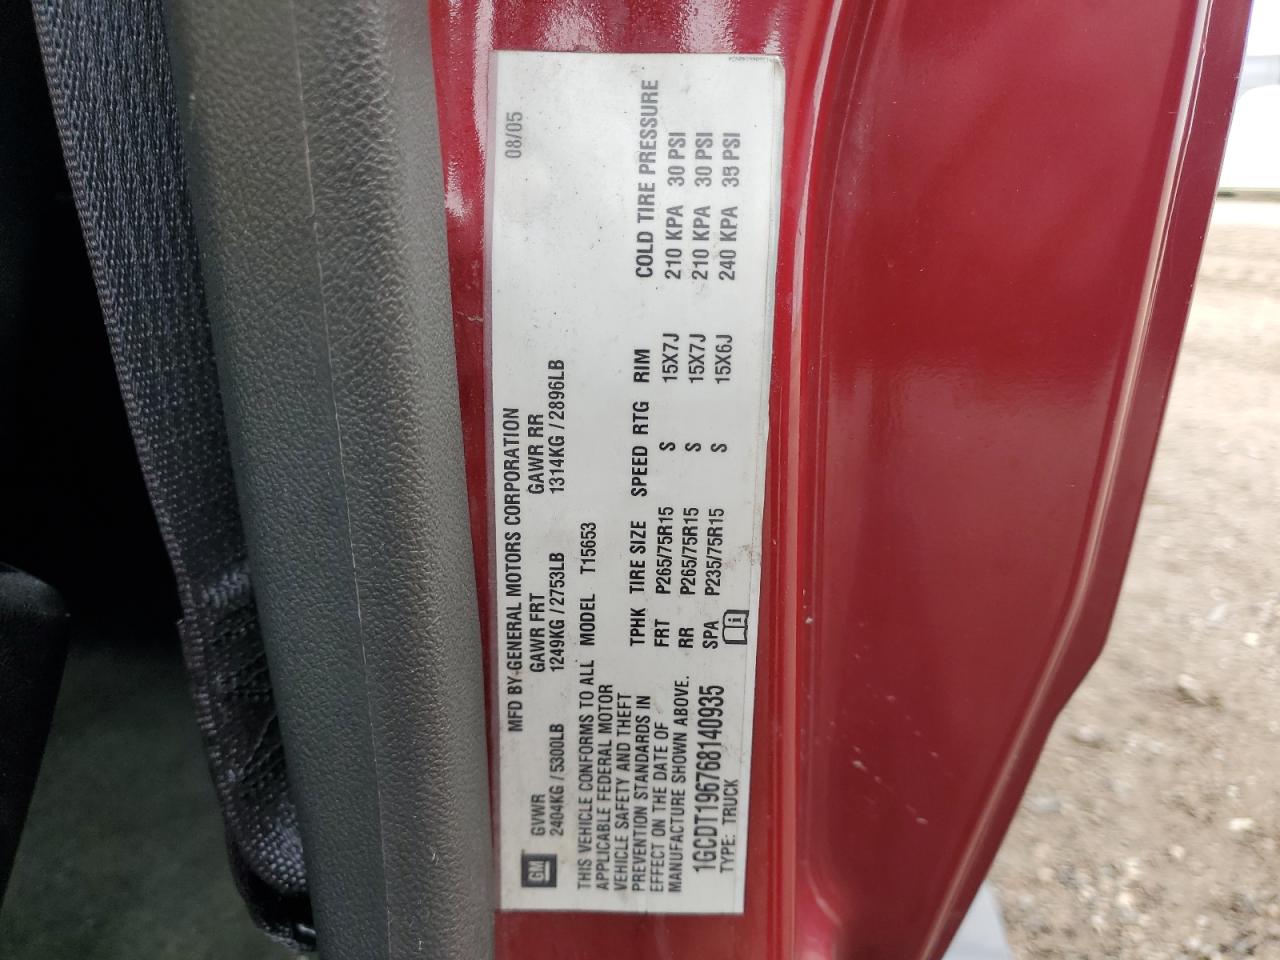 MFD BY-GENERAL MOTORS CORPORATION 08/05
GM
GVWR GAWR FRT GAWR RR
2404KG / 5300LB 1249KG / 2753LB 1314KG / 2896LB
THIS VEHICLE CONFORMS TO ALL
APPLICABLE FEDERAL MOTOR
VEHICLE SAFETY AND THEFT
PREVENTION STANDARDS IN
EFFECT ON THE DATE OF
MANUFACTURE SHOWN ABOVE.
1GCDT196768140935
TYPE: TRUCK
MODEL T15653
TPHK TIRE SIZE SPEED RTG RIM COLD TIRE PRESSURE
FRT P265/75R15 S 15X7J 210 KPA 30 PSI
RR P265/75R15 S 15X7J 210 KPA 30 PSI
SPA P235/75R15 S 15X6J 240 KPA 35 PSI